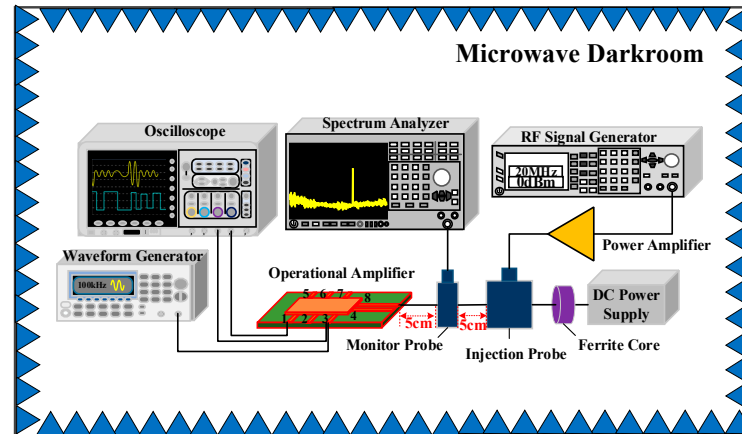 Microwave Darkroom
Oscilloscope
Spectrum Analyzer
RF Signal Generator
20MHz
0dBm
Power Amplifier
Waveform Generator
100kHz
Operational Amplifier
5 6 7 8
1 2 3 4
5cm
5cm
DC Power
Supply
Monitor Probe
Injection Probe
Ferrite Core